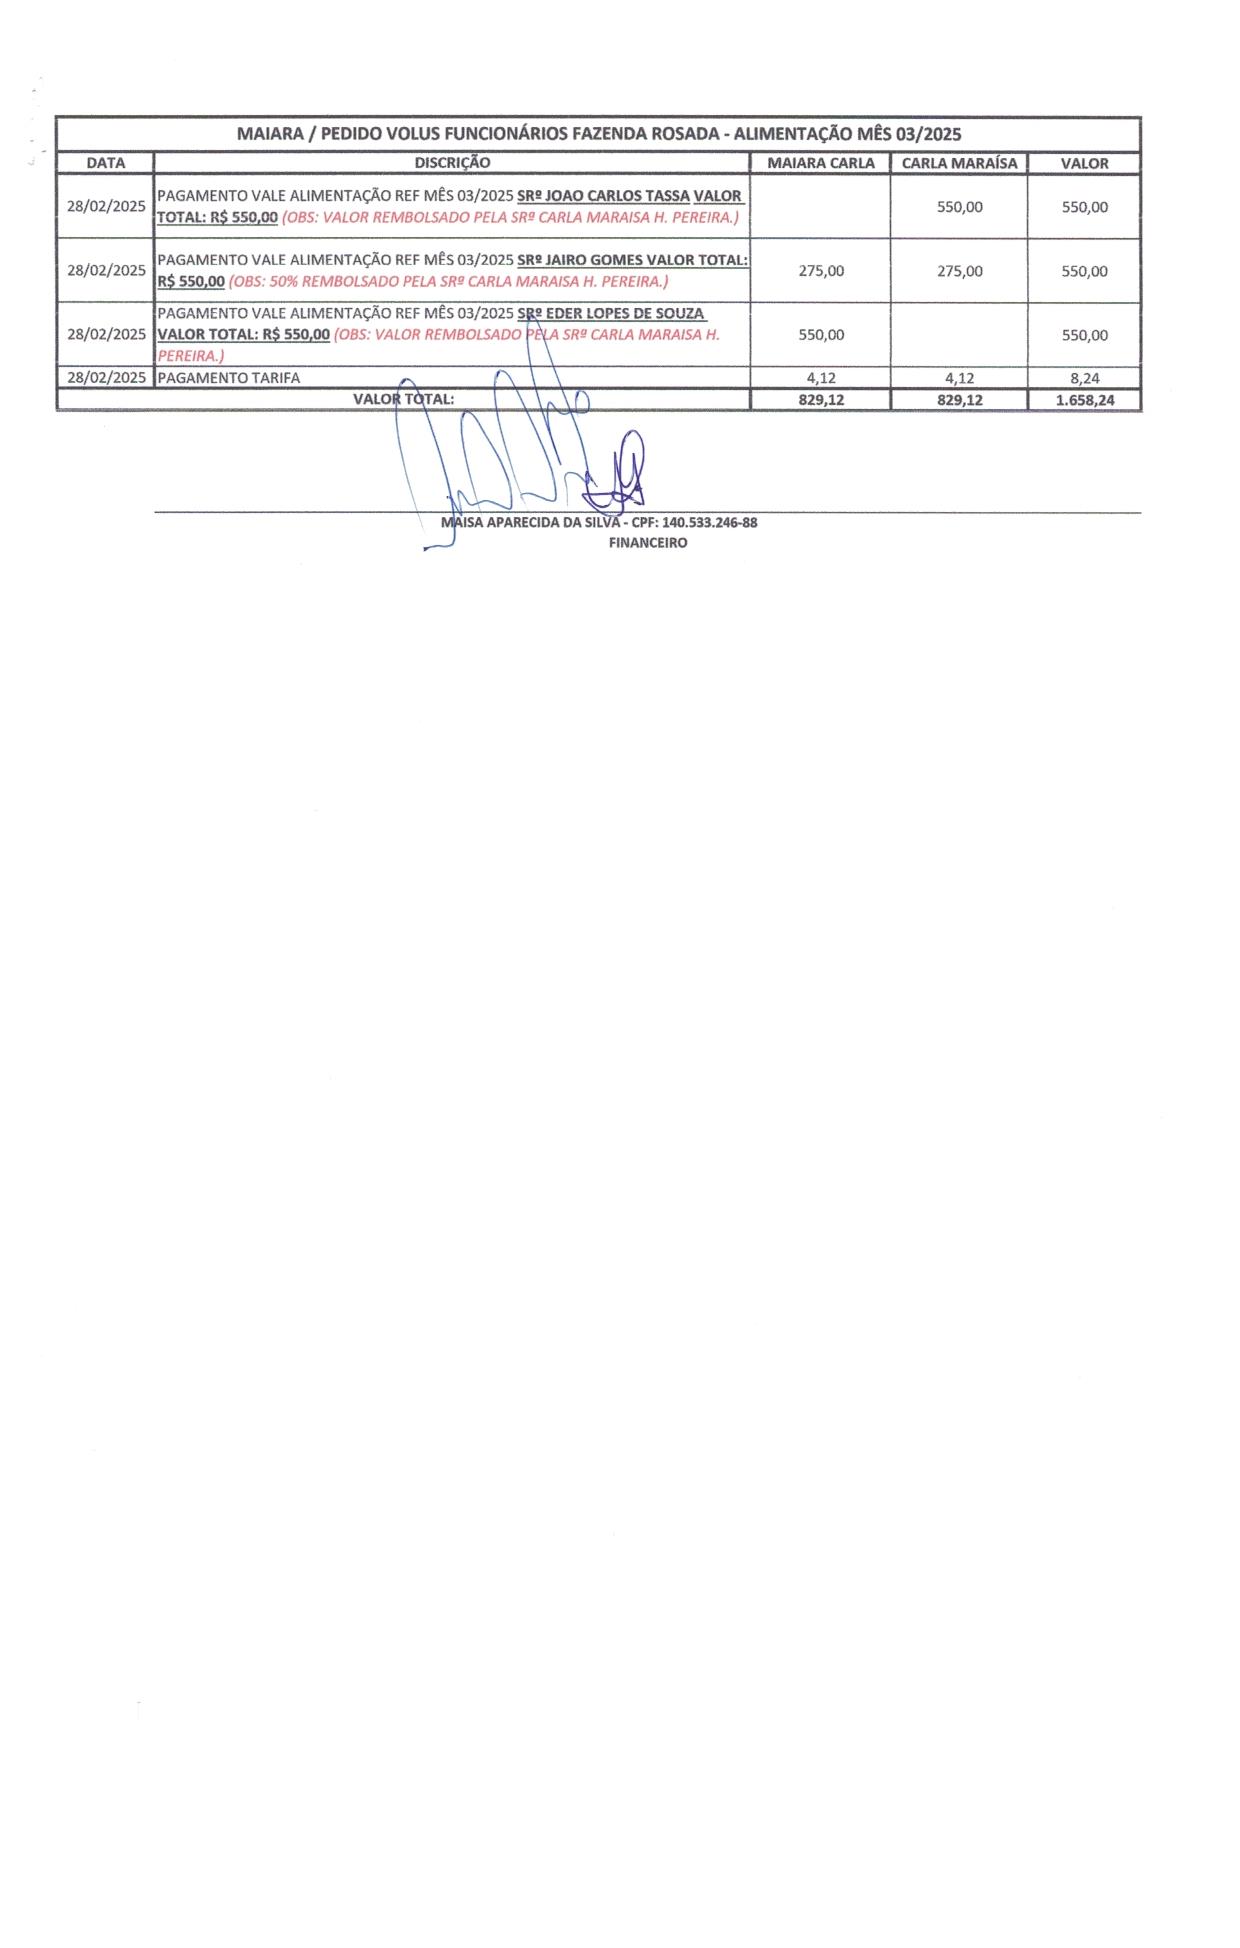 MAIARA / PEDIDO VOLUS FUNCIONÁRIOS FAZENDA ROSADA - ALIMENTAÇÃO MÊS 03/2025
DATA DISCRIÇÃO MAIARA CARLA CARLA MARAÍSA VALOR
28/02/2025 PAGAMENTO VALE ALIMENTAÇÃO REF MÊS 03/2025 SRº JOAO CARLOS TASSA VALOR
TOTAL: R$ 550,00 (OBS: VALOR REMBOLSADO PELA SRª CARLA MARAISA H. PEREIRA.) 550,00 550,00
28/02/2025 PAGAMENTO VALE ALIMENTAÇÃO REF MÊS 03/2025 SRº JAIRO GOMES VALOR TOTAL:
R$ 550,00 (OBS: 50% REMBOLSADO PELA SRª CARLA MARAISA H. PEREIRA.) 275,00 275,00 550,00
PAGAMENTO VALE ALIMENTAÇÃO REF MÊS 03/2025 SRº EDER LOPES DE SOUZA
28/02/2025 VALOR TOTAL: R$ 550,00 (OBS: VALOR REMBOLSADO PELA SRª CARLA MARAISA H. 550,00 550,00
PEREIRA.)
28/02/2025 PAGAMENTO TARIFA 4,12 4,12 8,24
VALOR TOTAL: 829,12 829,12 1.658,24
MAISA APARECIDA DA SILVA - CPF: 140.533.246-88
FINANCEIRO